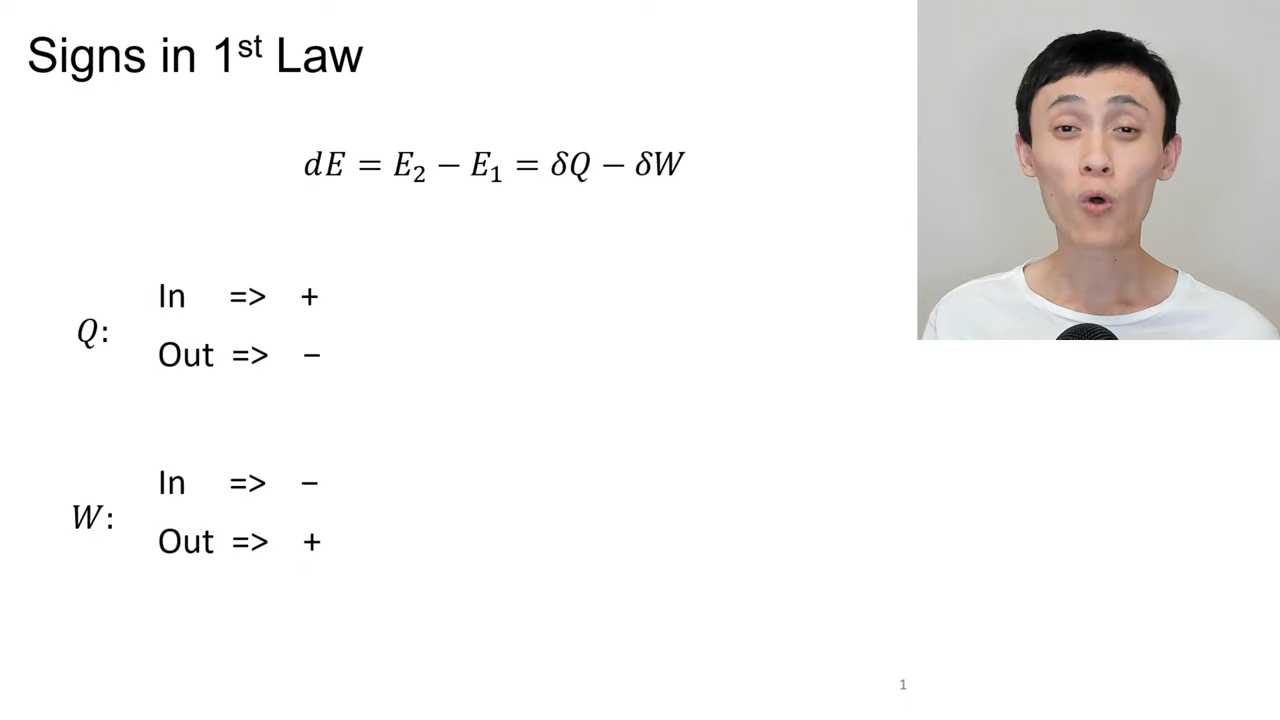 Signs in 1st Law
dE = E₂ − E₁ = δQ − δW
Q:
In => +
Out => −
W:
In => −
Out => +
1